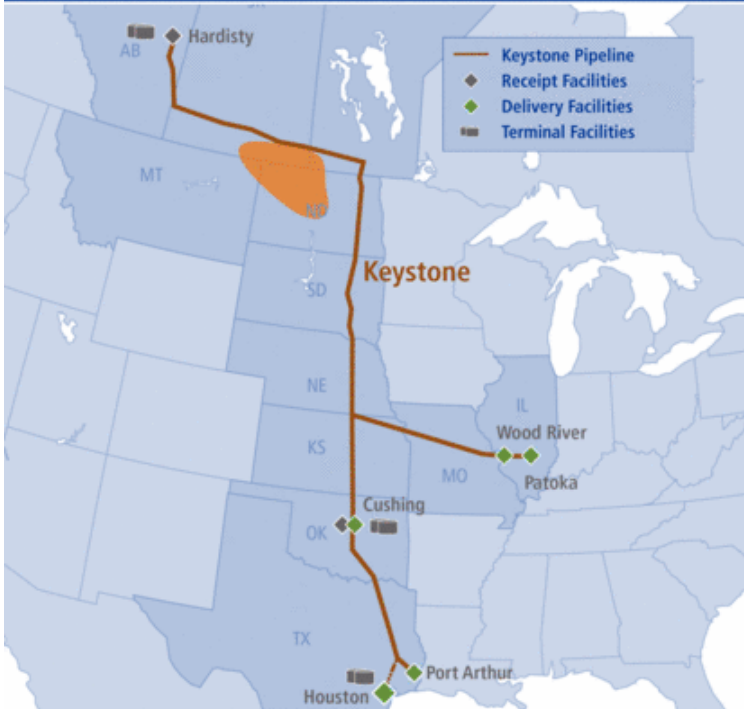 Hardisty
AB
Keystone Pipeline
Receipt Facilities
Delivery Facilities
Terminal Facilities
MT
Keystone
SD
NE
IL
Wood River
KS
MO
Patoka
Cushing
OK
TX
Port Arthur
Houston